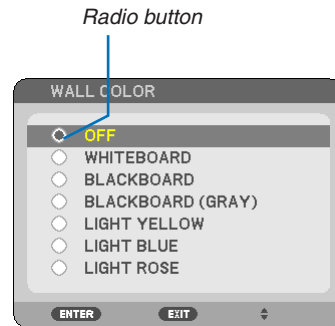 Radio button
WALL COLOR
OFF
WHITEBOARD
BLACKBOARD
BLACKBOARD (GRAY)
LIGHT YELLOW
LIGHT BLUE
LIGHT ROSE
ENTER EXIT